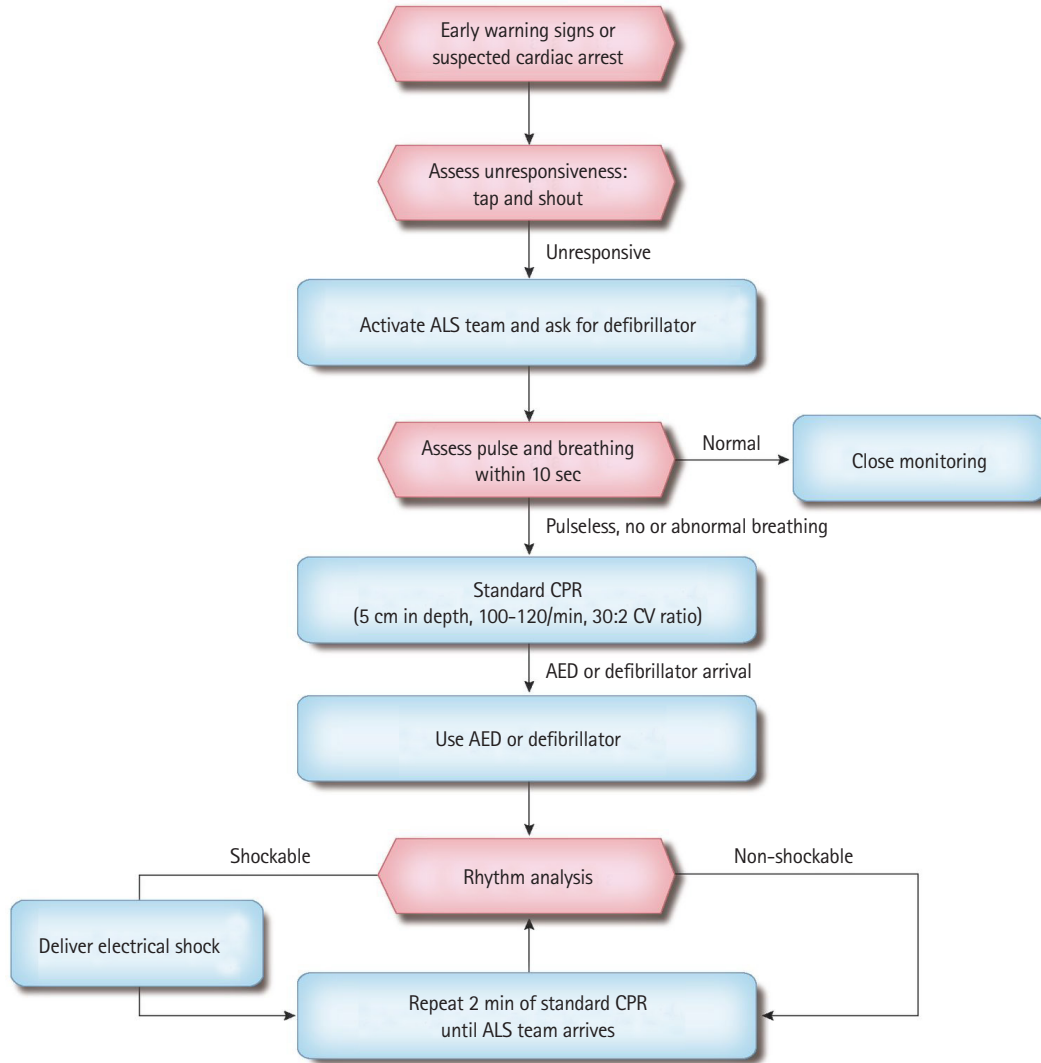 Early warning signs or
suspected cardiac arrest
Assess unresponsiveness:
tap and shout
Unresponsive
Activate ALS team and ask for defibrillator
Assess pulse and breathing
within 10 sec
Normal
Close monitoring
Pulseless, no or abnormal breathing
Standard CPR
(5 cm in depth, 100-120/min, 30:2 CV ratio)
AED or defibrillator arrival
Use AED or defibrillator
Shockable
Rhythm analysis
Non-shockable
Deliver electrical shock
Repeat 2 min of standard CPR
until ALS team arrives